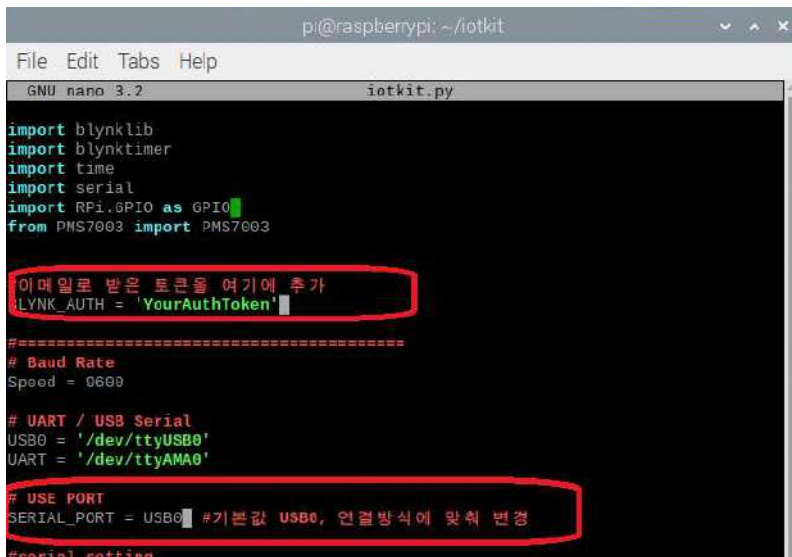 pi@raspberrypi: ~/iotkit
File Edit Tabs Help
GNU nano 3.2 iotkit.py
import blynklib
import blynktimer
import time
import serial
import RPi.GPIO as GPIO
from PMS7003 import PMS7003
이메일로 받은 토큰을 여기에 추가
BLYNK_AUTH = 'YourAuthToken'
#========================================
# Baud Rate
Speed = 9600
# UART / USB Serial
USB0 = '/dev/ttyUSB0'
UART = '/dev/ttyAMA0'
# USE PORT
SERIAL_PORT = USB0 #기본값 USB0, 연결방식에 맞춰 변경
#serial setting